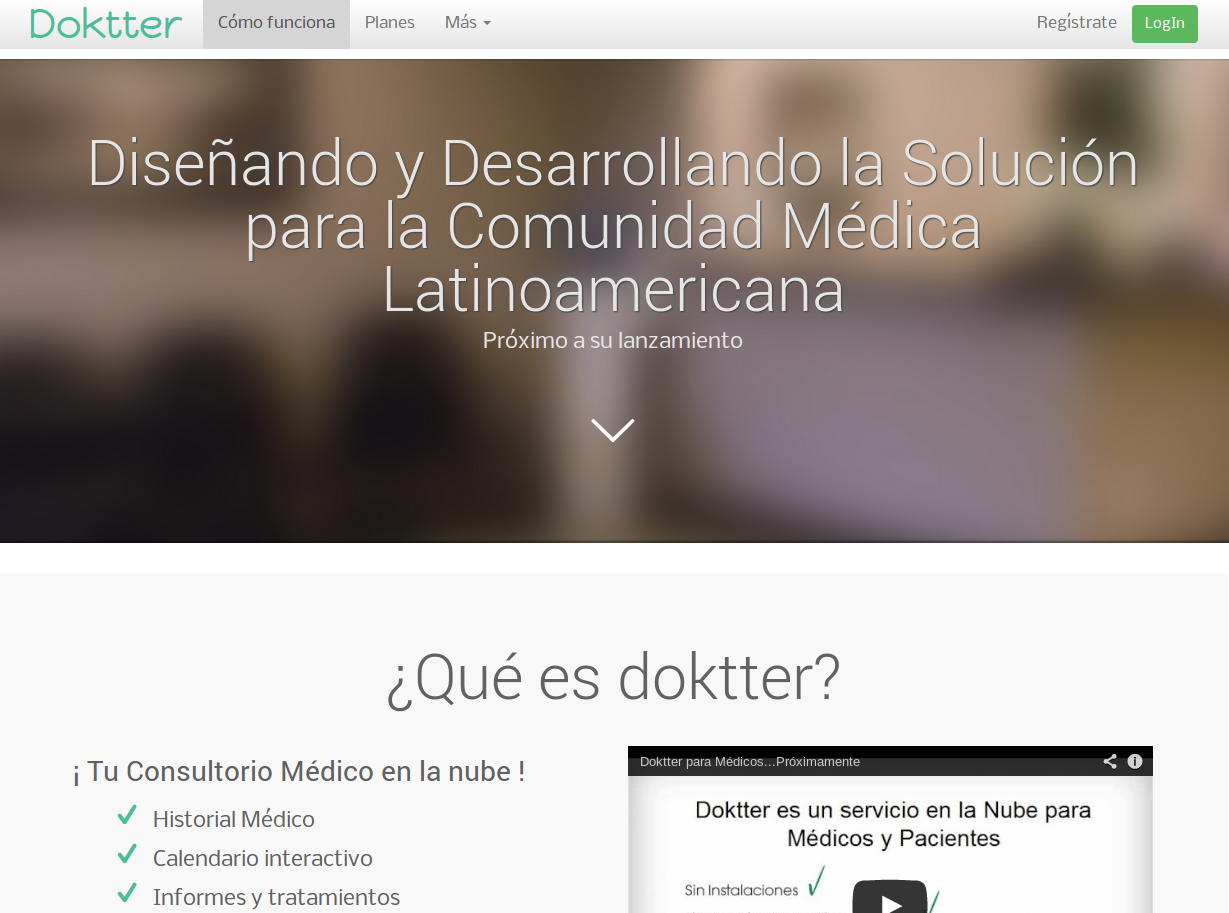 Doktter
Cómo funciona
Planes
Más
Regístrate
LogIn
Diseñando y Desarrollando la Solución
para la Comunidad Médica
Latinoamericana
Próximo a su lanzamiento
¿Qué es doktter?
¡ Tu Consultorio Médico en la nube !
Historial Médico
Calendario interactivo
Informes y tratamientos
Doktter para Médicos...Próximamente
Doktter es un servicio en la Nube para
Médicos y Pacientes
Sin Instalaciones